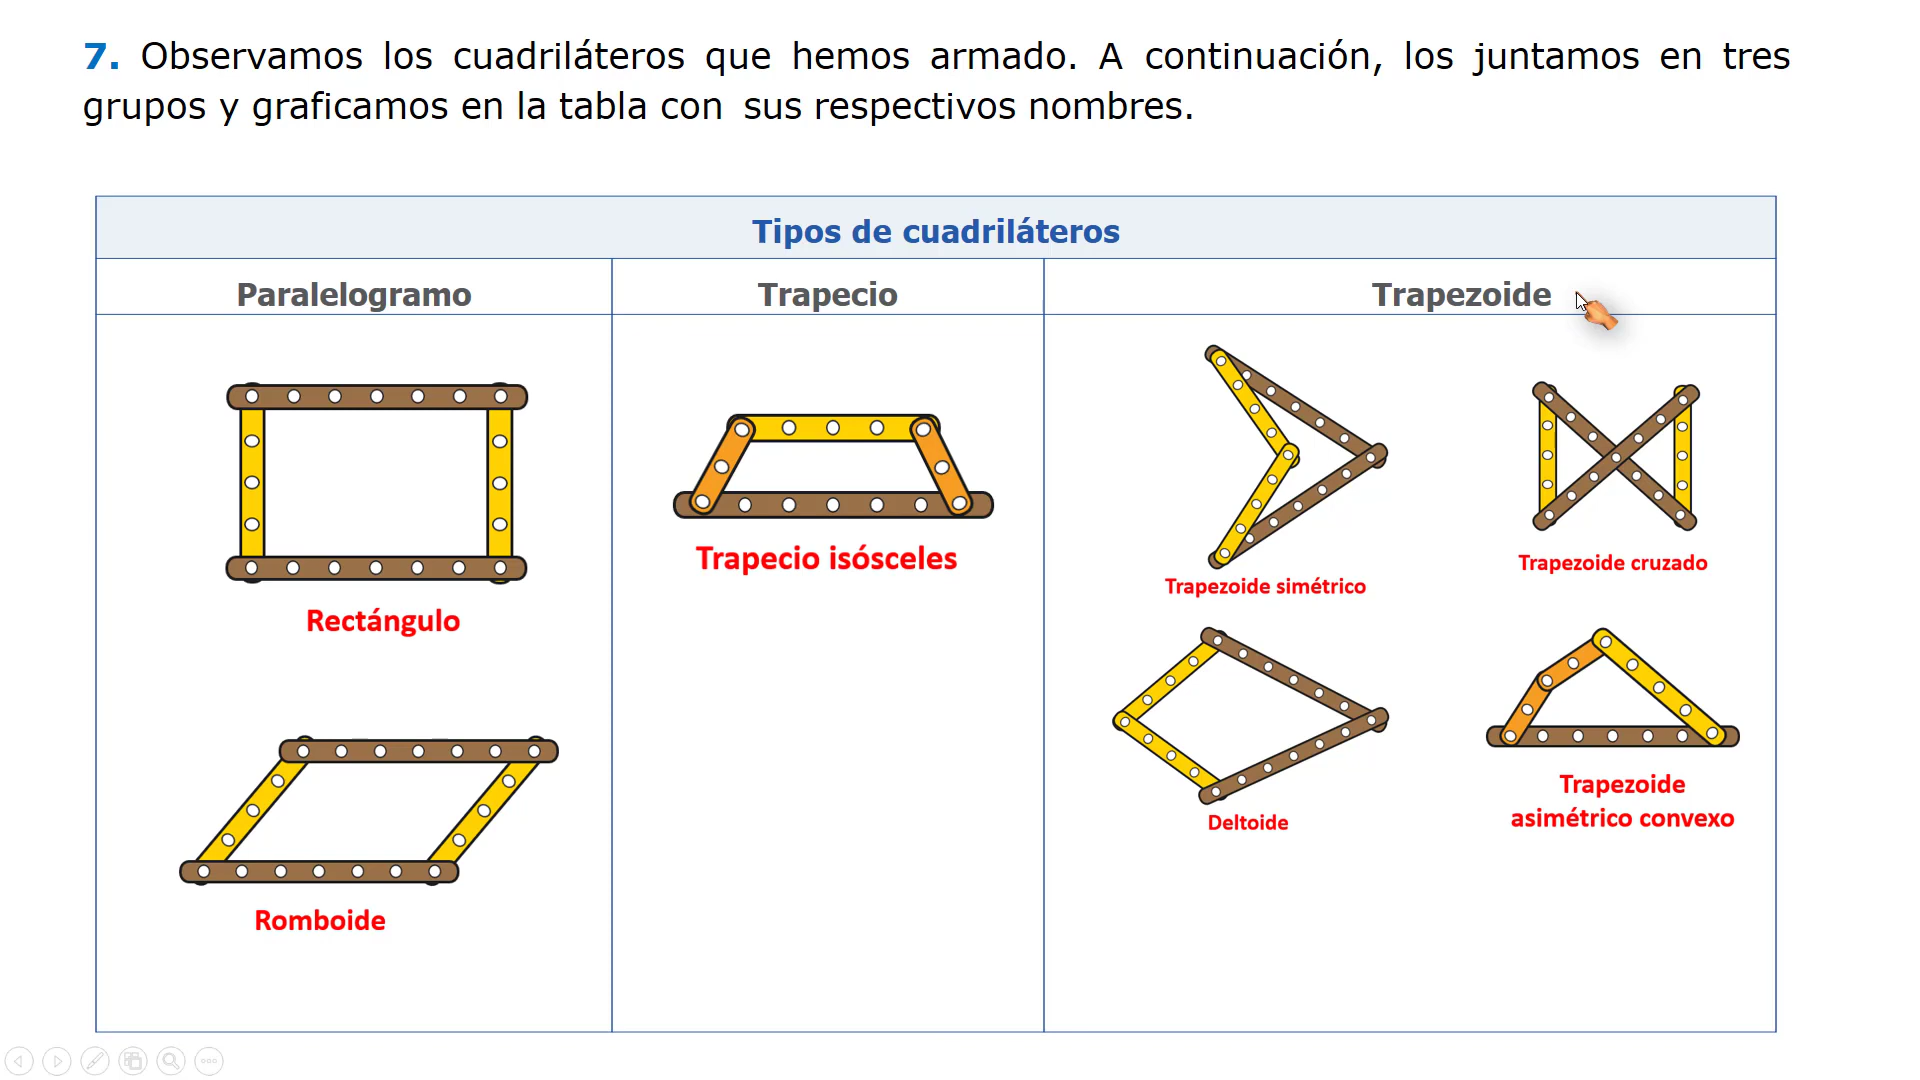 7. Observamos los cuadriláteros que hemos armado. A continuación, los juntamos en tres
grupos y graficamos en la tabla con sus respectivos nombres.
Tipos de cuadriláteros
Paralelogramo
Trapecio
Trapezoide
Rectángulo
Romboide
Trapecio isósceles
Trapezoide simétrico
Trapezoide cruzado
Deltoide
Trapezoide
asimétrico convexo